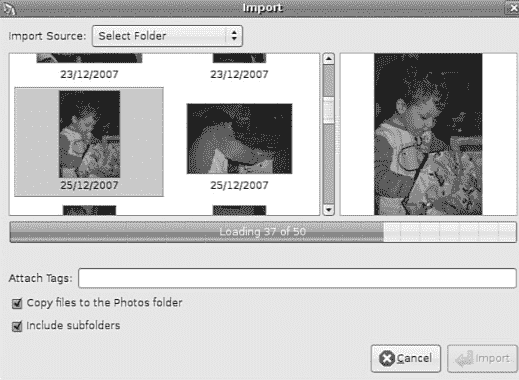 Import
Import Source: Select Folder
23/12/2007 23/12/2007
25/12/2007 25/12/2007
Loading 37 of 50
Attach Tags:
Copy files to the Photos folder
Include subfolders
Cancel Import